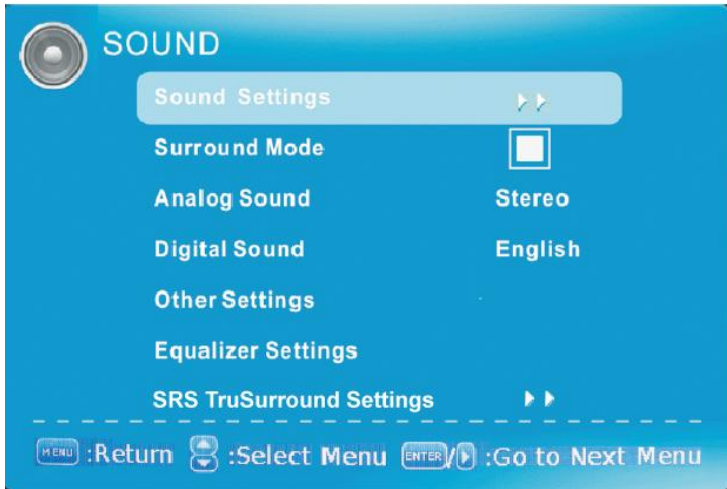 SOUND
Sound Settings
Surround Mode
Analog Sound Stereo
Digital Sound English
Other Settings
Equalizer Settings
SRS TruSurround Settings
MENU :Return :Select Menu ENTER / :Go to Next Menu